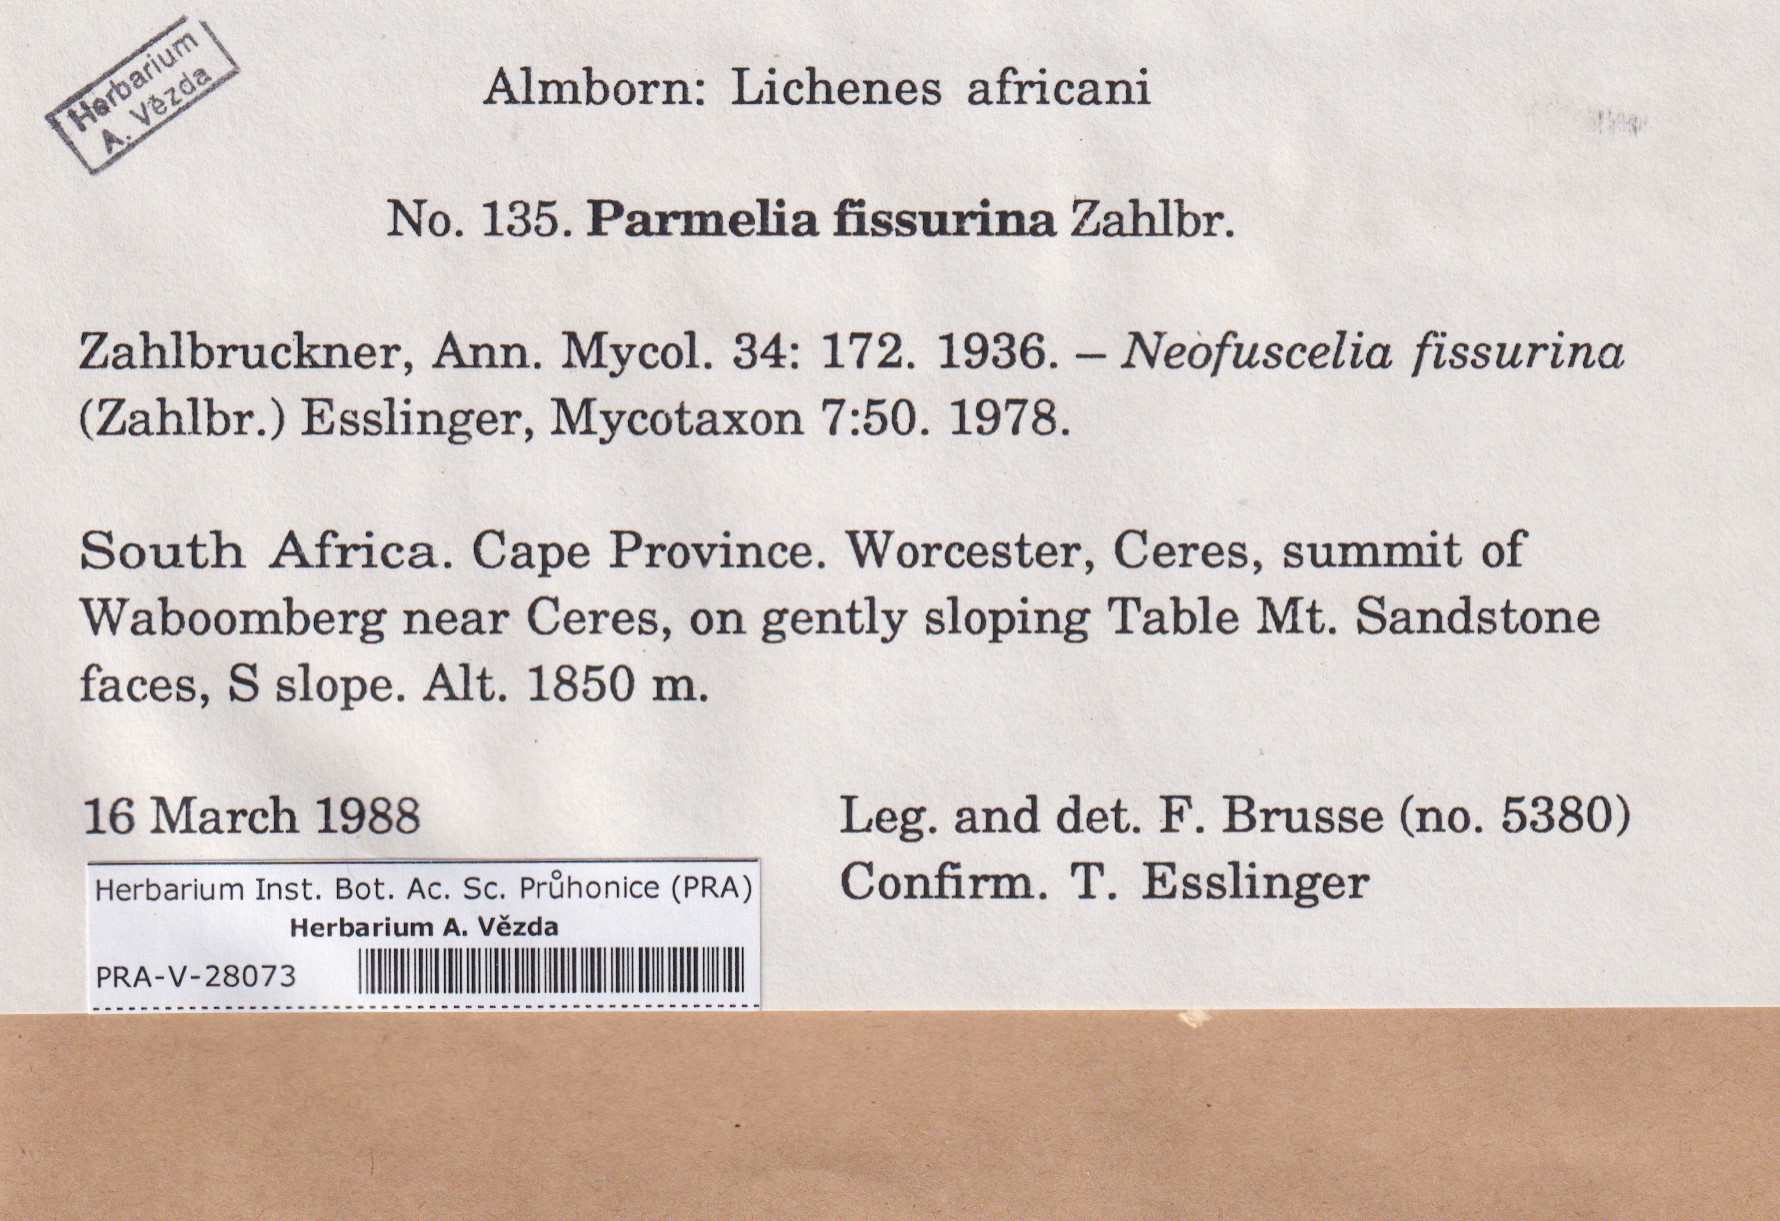 Herbarium
A. Vězda
Almborn: Lichenes africani
No. 135. Parmelia fissurina Zahlbr.
Zahlbruckner, Ann. Mycol. 34: 172. 1936. – Neofuscelia fissurina
(Zahlbr.) Esslinger, Mycotaxon 7:50. 1978.
South Africa. Cape Province. Worcester, Ceres, summit of
Waboomberg near Ceres, on gently sloping Table Mt. Sandstone
faces, S slope. Alt. 1850 m.
16 March 1988
Leg. and det. F. Brusse (no. 5380)
Confirm. T. Esslinger
Herbarium Inst. Bot. Ac. Sc. Průhonice (PRA)
Herbarium A. Vězda
PRA-V-28073